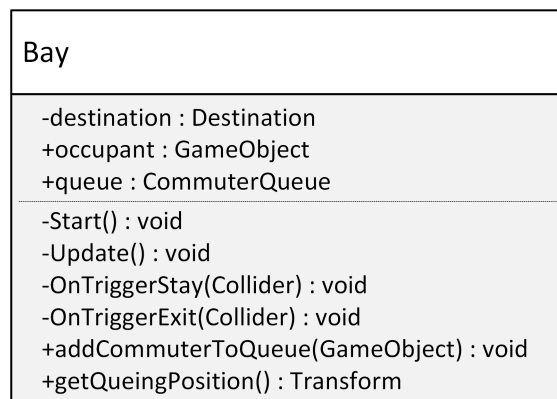 Bay
-destination : Destination
+occupant : GameObject
+queue : CommuterQueue
-Start() : void
-Update() : void
-OnTriggerStay(Collider) : void
-OnTriggerExit(Collider) : void
+addCommuterToQueue(GameObject) : void
+getQueingPosition() : Transform